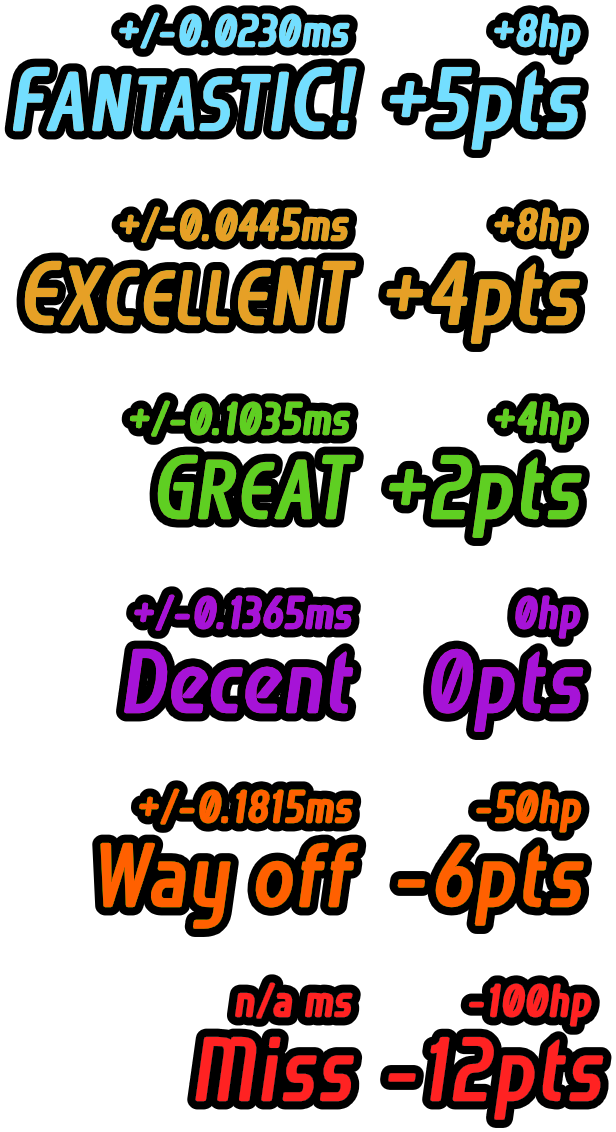 +/-0.0230ms +8hp
FANTASTIC! +5pts
+/-0.0445ms +8hp
EXCELLENT +4pts
+/-0.1035ms +4hp
GREAT +2pts
+/-0.1365ms 0hp
Decent 0pts
+/-0.1815ms -50hp
Way off -6pts
n/a ms -100hp
Miss -12pts